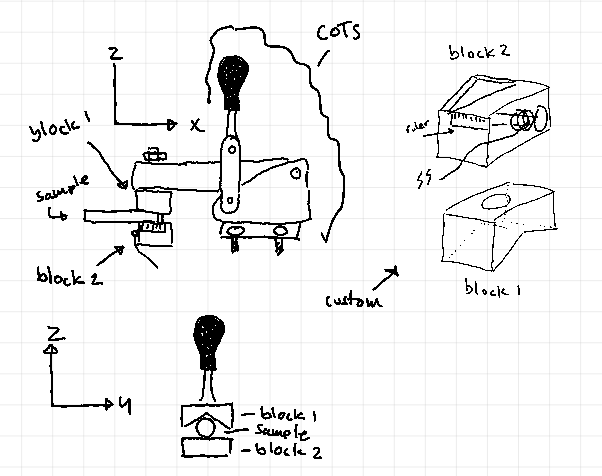 COTS
Z
X
block 1
sample
block 2
block 2
ruler
SS
block 1
custom
Z
y
block 1
sample
block 2